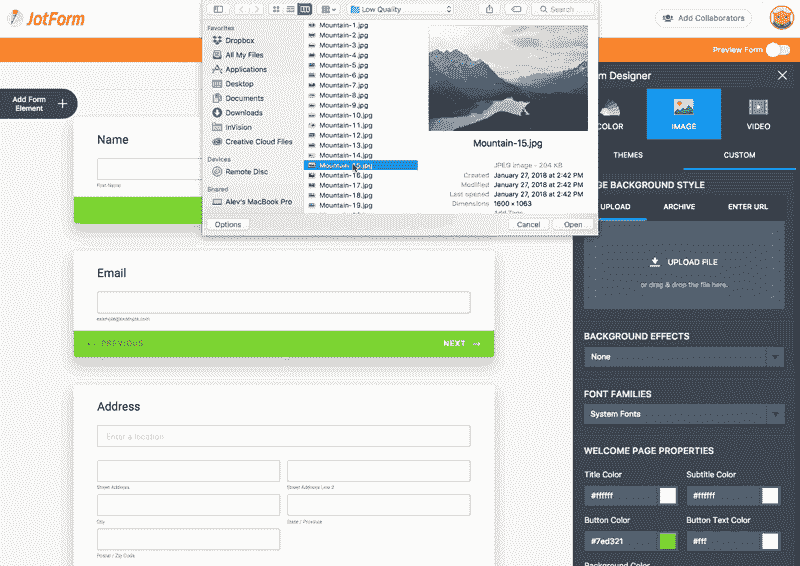 JotForm
Low Quality
Search
Add Collaborators
Preview Form
Add Form
Element
Name
First Name
Favorites
Dropbox
All My Files
Applications
Desktop
Documents
Downloads
InVision
Creative Cloud Files
Devices
Remote Disc
Shared
Alev's MacBook Pro
Mountain-1.jpg
Mountain-2.jpg
Mountain-3.jpg
Mountain-4.jpg
Mountain-5.jpg
Mountain-6.jpg
Mountain-7.jpg
Mountain-8.jpg
Mountain-9.jpg
Mountain-10.jpg
Mountain-11.jpg
Mountain-12.jpg
Mountain-13.jpg
Mountain-14.jpg
Mountain-15.jpg
Mountain-16.jpg
Mountain-17.jpg
Mountain-18.jpg
Mountain-19.jpg
Mountain-15.jpg
JPEG image - 204 KB
Created January 27, 2018 at 2:42 PM
Modified January 27, 2018 at 2:42 PM
Last opened January 27, 2018 at 2:42 PM
Dimensions 1600 × 1063
Add Tags
Options
Cancel
Open
Email
example@example.com
PREVIOUS
NEXT
Address
Enter a location
Street Address
Street Address Line 2
City
State / Province
Postal / Zip Code
m Designer
COLOR
IMAGE
VIDEO
THEMES
CUSTOM
GE BACKGROUND STYLE
UPLOAD
ARCHIVE
ENTER URL
UPLOAD FILE
or drag & drop the file here.
BACKGROUND EFFECTS
None
FONT FAMILIES
System Fonts
WELCOME PAGE PROPERTIES
Title Color
Subtitle Color
#ffffff
#ffffff
Button Color
Button Text Color
#7ed321
#fff
Background Color